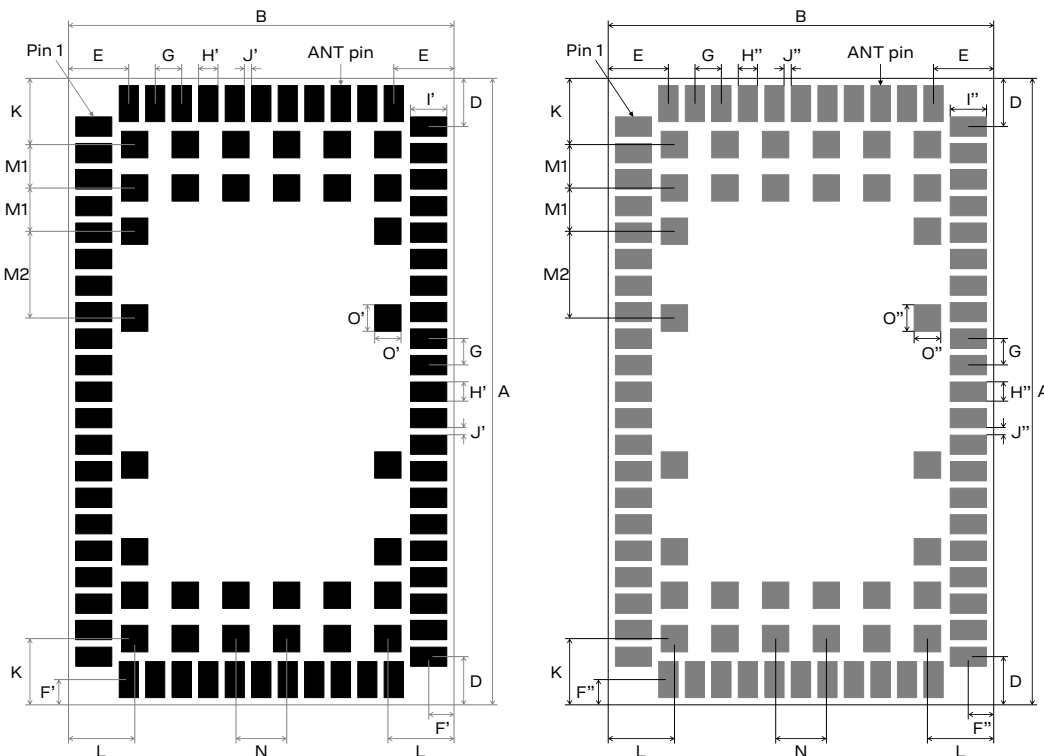 B
Pin 1
E
G
H'
J'
ANT pin
E
K
I'
D
M1
M1
M2
O'
O'
G
H'
A
J'
K
F'
D
F'
L
N
L
B
Pin 1
E
G
H"
J"
ANT pin
E
K
I"
D
M1
M1
M2
O"
O"
G
H"
A
J"
K
F"
D
F"
L
N
L